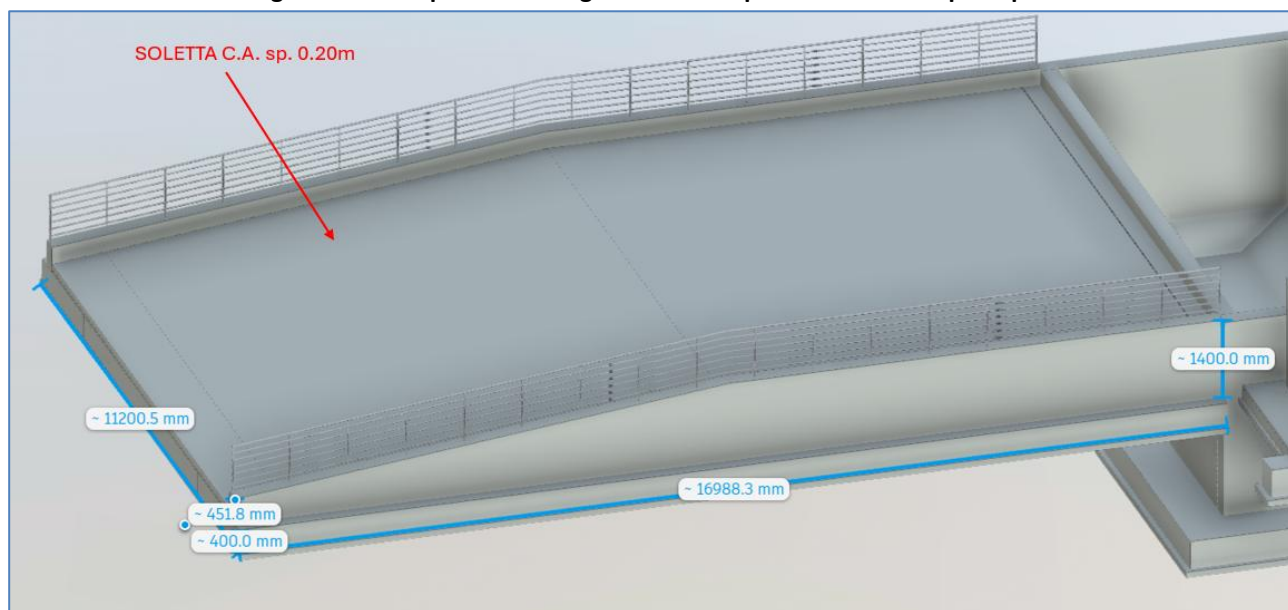 SOLETTA C.A. sp. 0.20m
~ 1400.0 mm
~ 11200.5 mm
~ 16988.3 mm
~ 451.8 mm
~ 400.0 mm